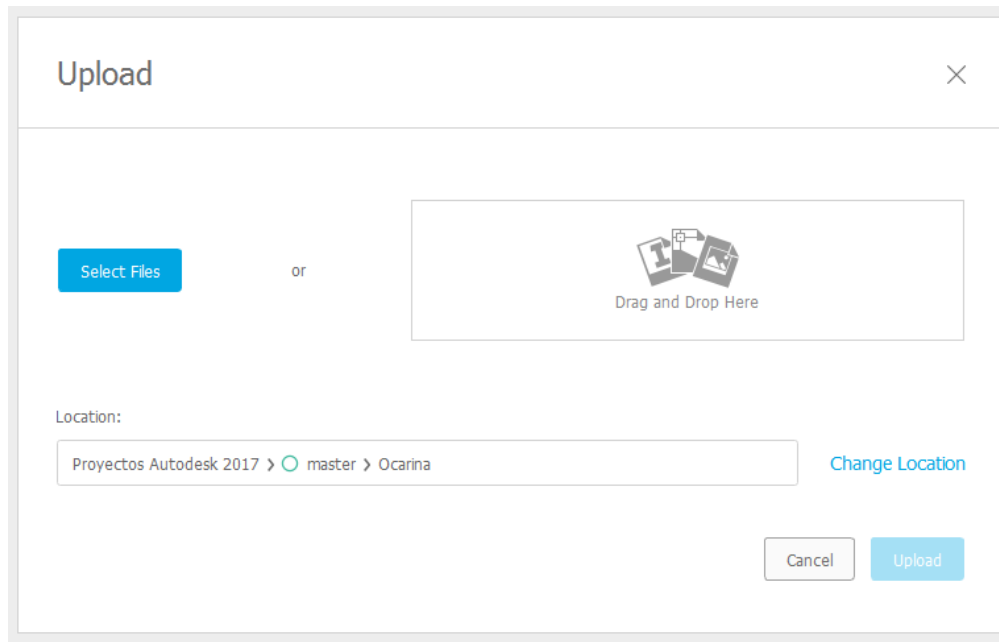 Upload
Select Files
or
Drag and Drop Here
Location:
Proyectos Autodesk 2017 > master > Ocarina
Change Location
Cancel
Upload